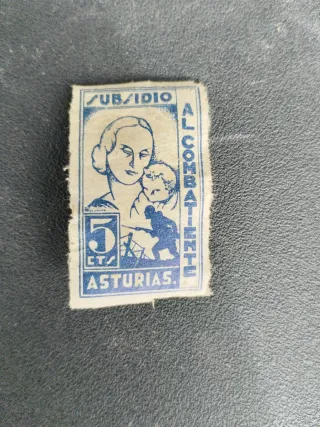 SUBSIDIO
AL COMBATIENTE
5
CTS
ASTURIAS.